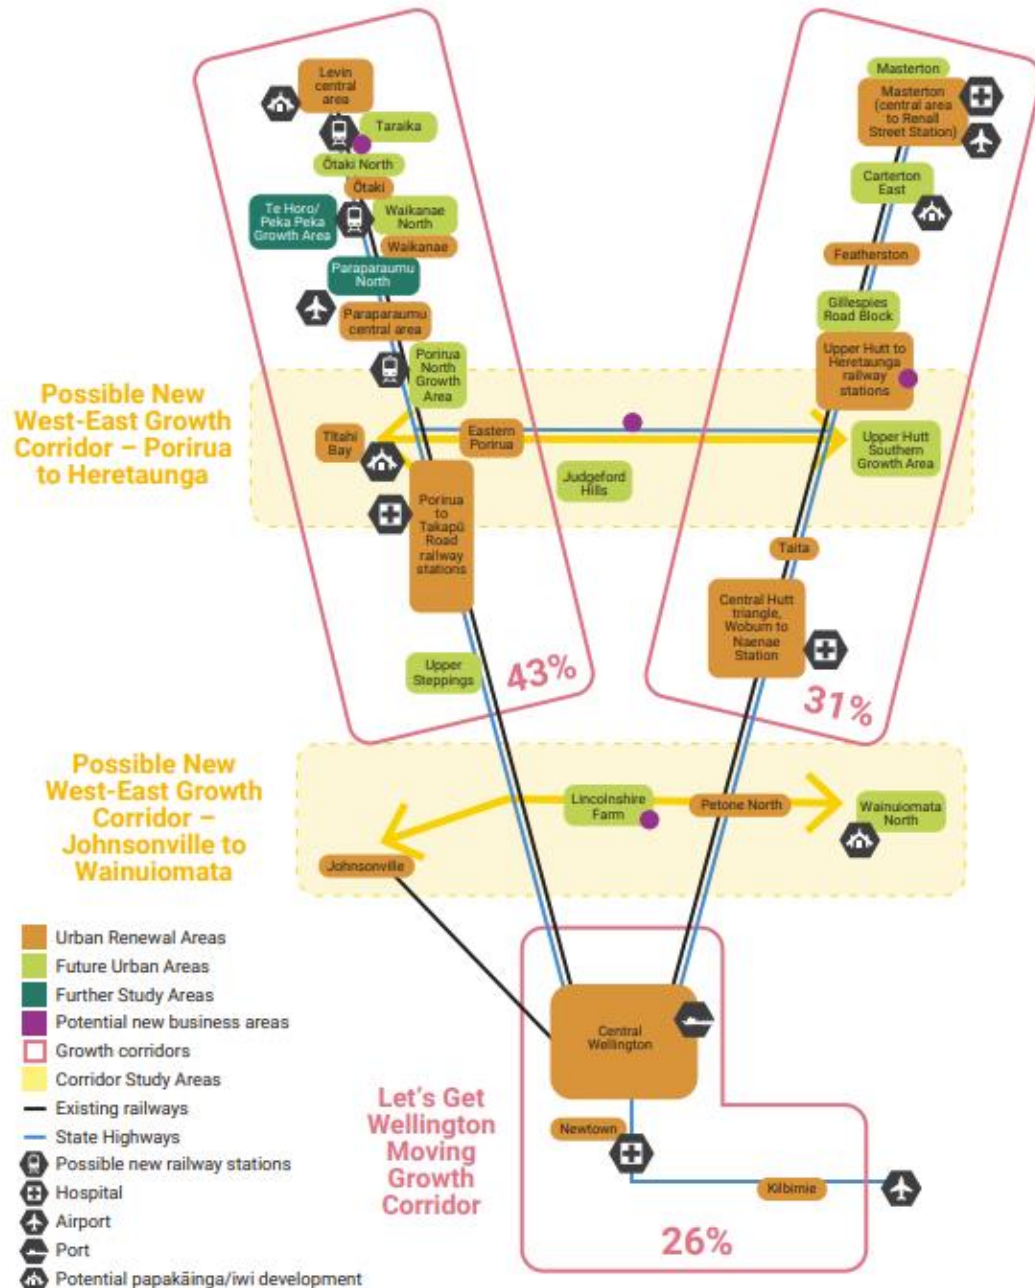 Levin
central
area
Taraika
Ōtaki North
Ōtaki
Te Horo/
Peka Peka
Growth Area
Waikanae
North
Waikanae
Paraparaumu
North
Paraparaumu
central area
Porirua
North
Growth
Area
Masterton
Masterton
(central area
to Renall
Street Station)
Carterton
East
Featherston
Gillespies
Road Block
Upper Hutt to
Heretaunga
railway
stations
Possible New
West-East Growth
Corridor – Porirua
to Heretaunga
Titahi
Bay
Eastern
Porirua
Judgeford
Hills
Upper Hutt
Southern
Growth Area
Porirua
to
Takapū
Road
railway
stations
Taita
Central Hutt
triangle,
Woburn to
Naenae
Station
Upper
Steppings
43%
31%
Possible New
West-East Growth
Corridor –
Johnsonville to
Wainuiomata
Lincolnshire
Farm
Petone North
Wainuiomata
North
Johnsonville
Central
Wellington
Let's Get
Wellington
Moving
Growth
Corridor
Newtown
Kilbirnie
26%
Urban Renewal Areas
Future Urban Areas
Further Study Areas
Potential new business areas
Growth corridors
Corridor Study Areas
Existing railways
State Highways
Possible new railway stations
Hospital
Airport
Port
Potential papakāinga/iwi development